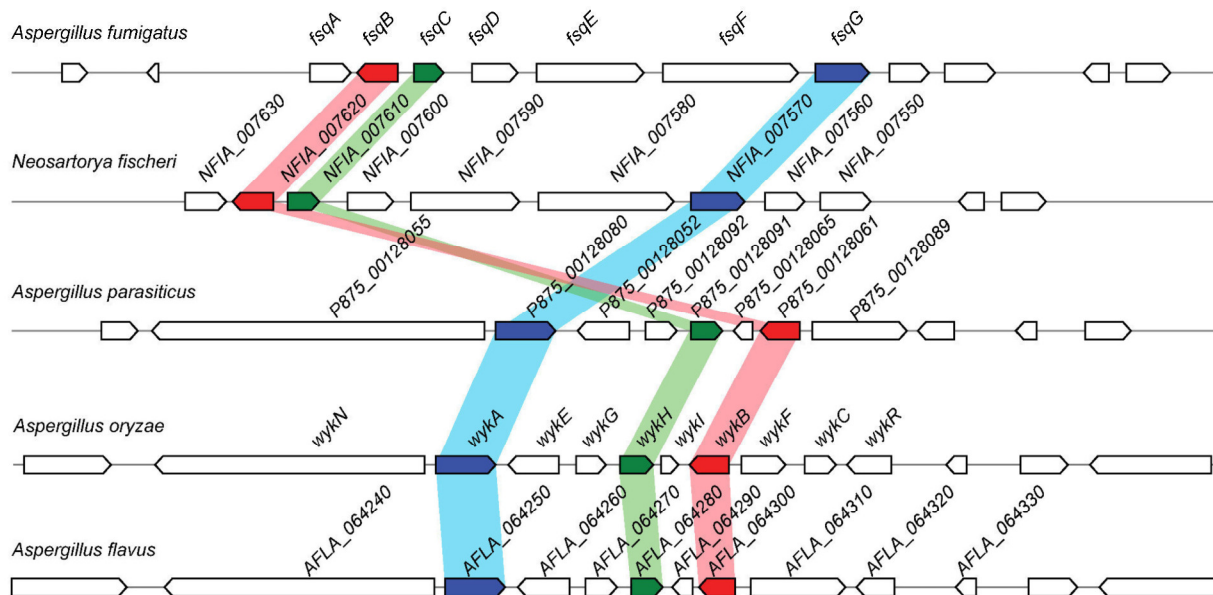 Aspergillus fumigatus
fsqA fsqB fsqC fsqD fsqE fsqF fsqG
Neosartorya fischeri
NFIA_007630 NFIA_007620 NFIA_007610 NFIA_007600 NFIA_007590 NFIA_007580 NFIA_007570 NFIA_007560 NFIA_007550
Aspergillus parasiticus
P875_00128055 P875_00128080 P875_00128052 P875_00128092 P875_00128091 P875_00128065 P875_00128061 P875_00128089
Aspergillus oryzae
wykN wykA wykE wykG wykH wykI wykB wykF wykC wykR
Aspergillus flavus
AFLA_064240 AFLA_064250 AFLA_064260 AFLA_064270 AFLA_064280 AFLA_064290 AFLA_064300 AFLA_064310 AFLA_064320 AFLA_064330